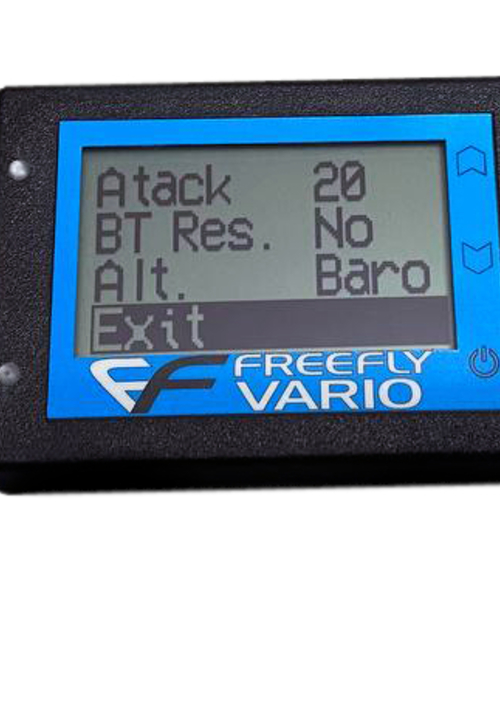 Atack 20
BT Res. No
Alt. Baro
Exit
FREEFLY
VARIO